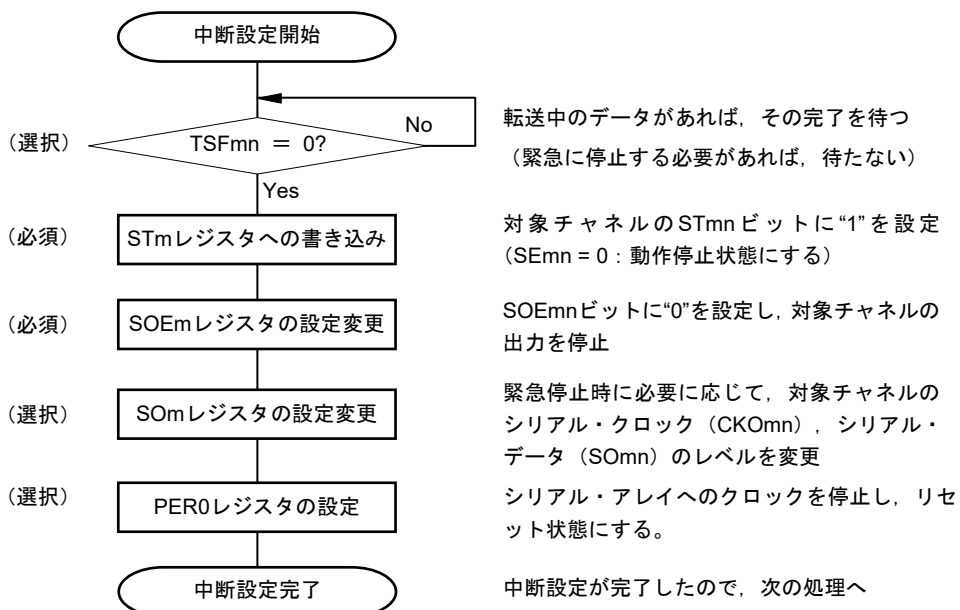 中断設定開始
(選択)
TSFmn = 0?
No
転送中のデータがあれば，その完了を待つ
（緊急に停止する必要があれば，待たない）
Yes
(必須)
STmレジスタへの書き込み
対象チャネルのSTmnビットに“1”を設定
（SEmn = 0：動作停止状態にする）
(必須)
SOEmレジスタの設定変更
SOEmnビットに“0”を設定し，対象チャネルの
出力を停止
(選択)
SOmレジスタの設定変更
緊急停止時に必要に応じて，対象チャネルの
シリアル・クロック（CKOmn），シリアル・
データ（SOmn）のレベルを変更
(選択)
PER0レジスタの設定
シリアル・アレイへのクロックを停止し，リセ
ット状態にする。
中断設定完了
中断設定が完了したので，次の処理へ